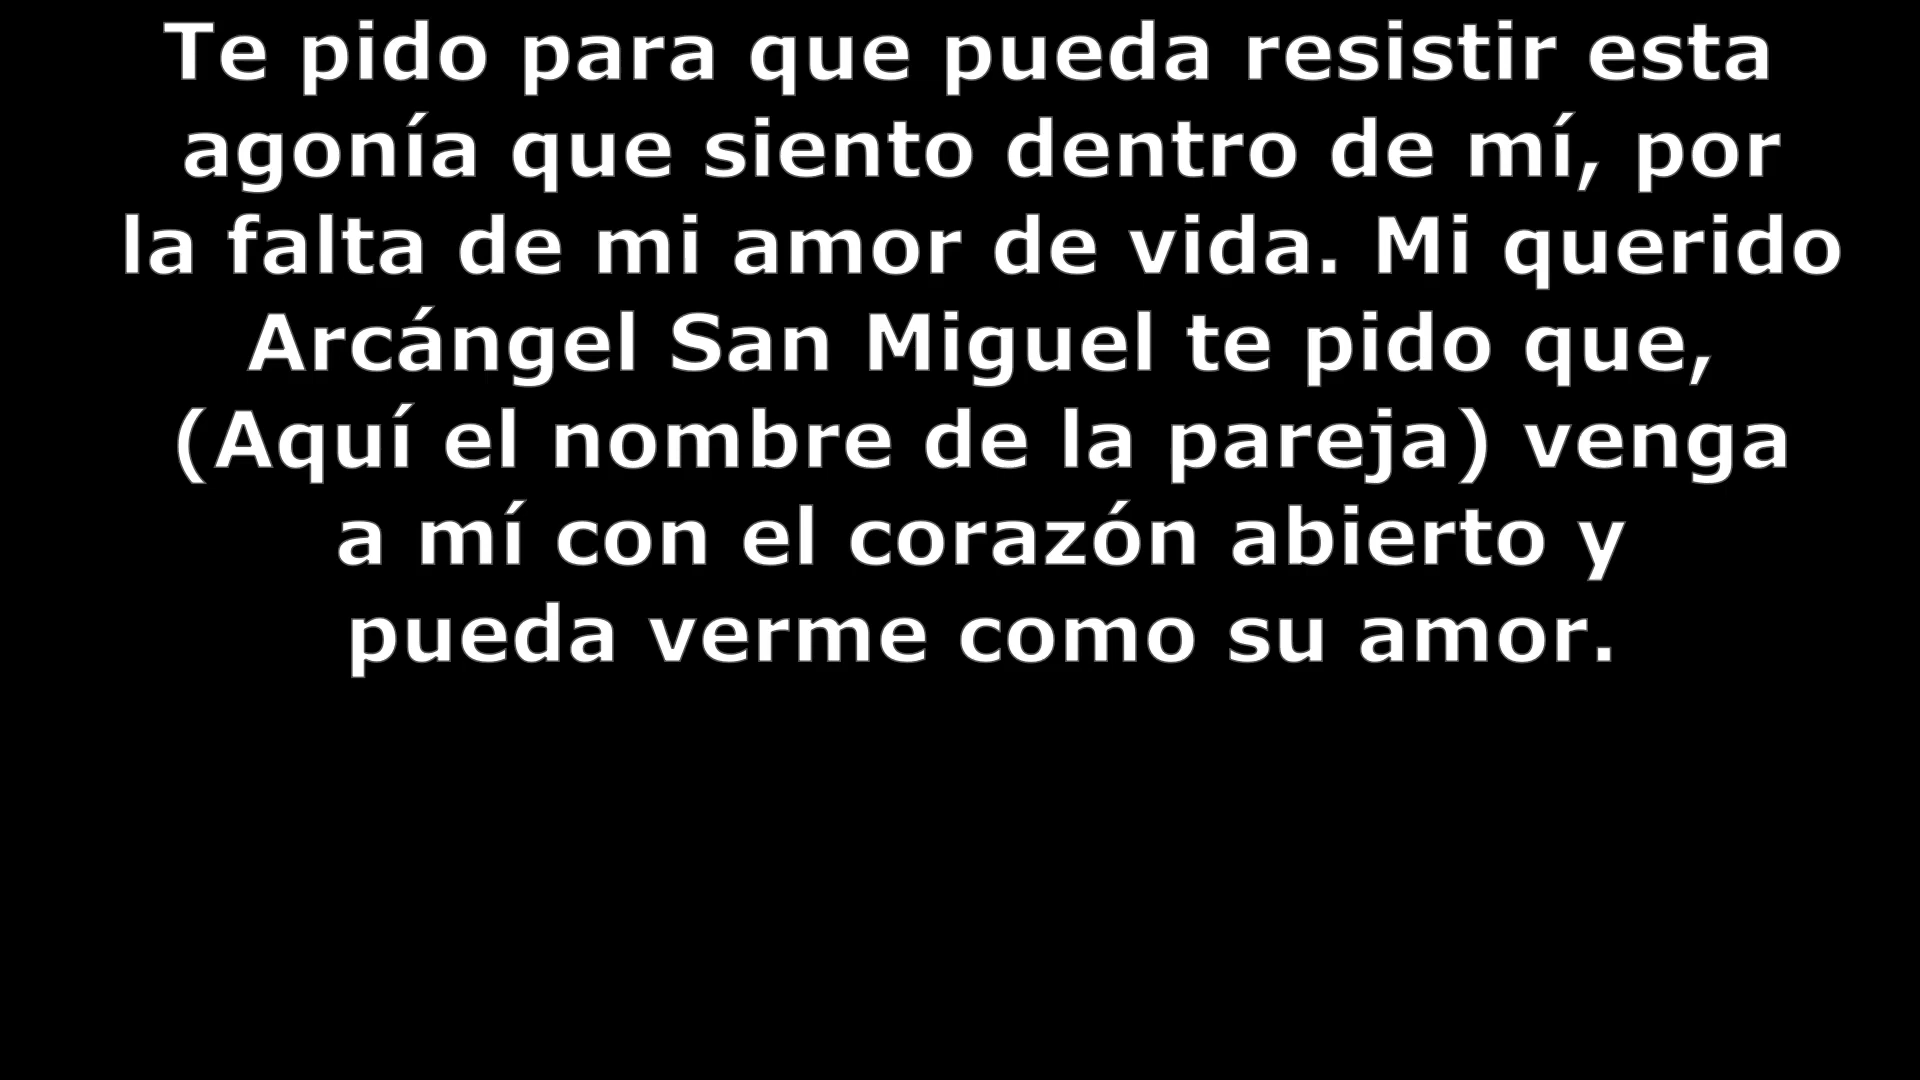 Te pido para que pueda resistir esta
agonía que siento dentro de mí, por
la falta de mi amor de vida. Mi querido
Arcángel San Miguel te pido que,
(Aquí el nombre de la pareja) venga
a mí con el corazón abierto y
pueda verme como su amor.